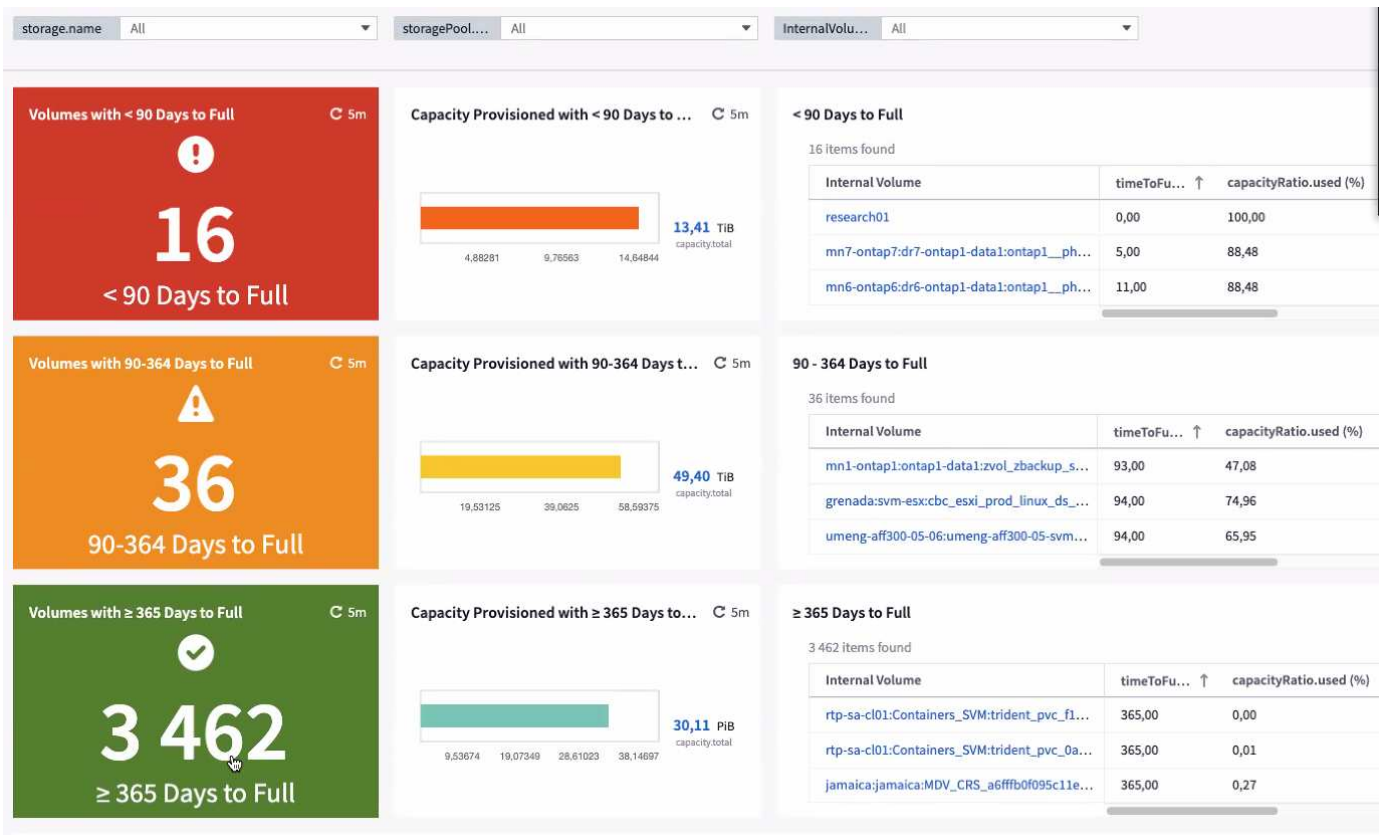 storage.name All
storagePool.... All
InternalVolu... All
Volumes with < 90 Days to Full 5m
16
< 90 Days to Full
Capacity Provisioned with < 90 Days to ... 5m
13,41 TiB
capacity.total
4,88281 9,76563 14,64844
< 90 Days to Full
16 items found
Internal Volume timeToFu... ↑ capacityRatio.used (%)
research01 0,00 100,00
mn7-ontap7:dr7-ontap1-data1:ontap1__ph... 5,00 88,48
mn6-ontap6:dr6-ontap1-data1:ontap1__ph... 11,00 88,48
Volumes with 90-364 Days to Full 5m
36
90-364 Days to Full
Capacity Provisioned with 90-364 Days t... 5m
49,40 TiB
capacity.total
19,53125 39,0625 58,59375
90 - 364 Days to Full
36 items found
Internal Volume timeToFu... ↑ capacityRatio.used (%)
mn1-ontap1:ontap1-data1:zvol_zbackup_s... 93,00 47,08
grenada:svm-esx:cbc_esxi_prod_linux_ds_... 94,00 74,96
umeng-aff300-05-06:umeng-aff300-05-svm... 94,00 65,95
Volumes with ≥ 365 Days to Full 5m
3 462
≥ 365 Days to Full
Capacity Provisioned with ≥ 365 Days to... 5m
30,11 PiB
capacity.total
9,53674 19,07349 28,61023 38,14697
≥ 365 Days to Full
3 462 items found
Internal Volume timeToFu... ↑ capacityRatio.used (%)
rtp-sa-cl01:Containers_SVM:trident_pvc_f1... 365,00 0,00
rtp-sa-cl01:Containers_SVM:trident_pvc_0a... 365,00 0,01
jamaica:jamaica:MDV_CRS_a6fffb0f095c11e... 365,00 0,27